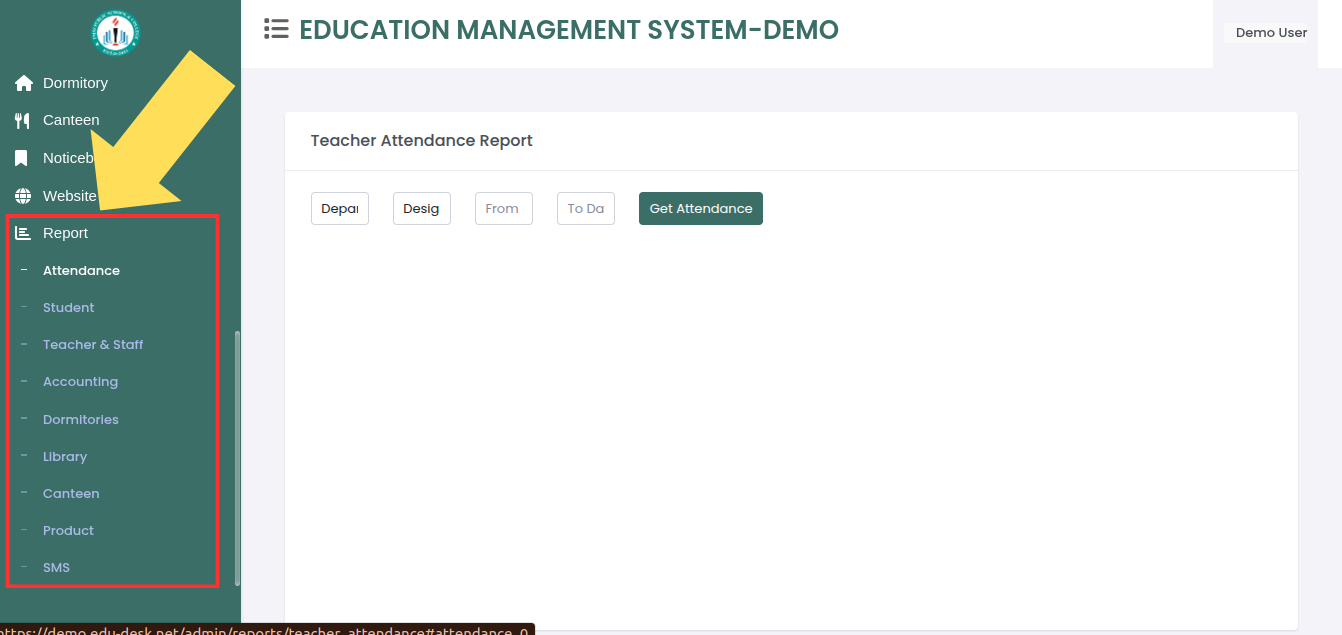 EDUCATION MANAGEMENT SYSTEM-DEMO
Demo User
Dormitory
Canteen
Noticeb
Website
Report
Attendance
Student
Teacher & Staff
Accounting
Dormitories
Library
Canteen
Product
SMS
Teacher Attendance Report
Depar
Desig
From
To Da
Get Attendance
https://demo.edu-desk.net/admin/reports/teacher_attendance#attendance_0